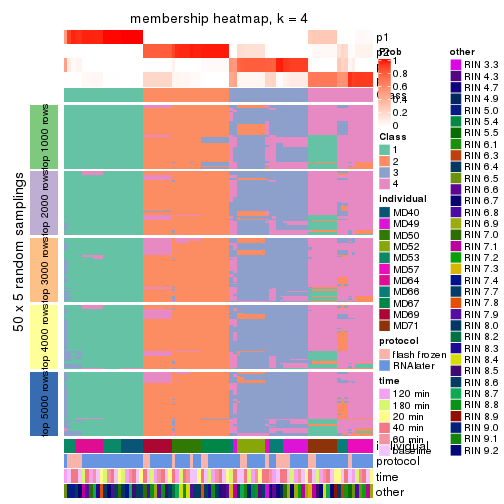 membership heatmap, k = 4
p1
p2
Prob
1
0.8
0.6
0.4
0.2
0
Class
1
2
3
4
individual
MD40
MD49
MD50
MD52
MD53
MD57
MD64
MD66
MD67
MD69
MD71
protocol
flash frozen
RNAlater
time
120 min
180 min
20 min
40 min
60 min
baseline
other
RIN 3.3
RIN 4.3
RIN 4.7
RIN 4.9
RIN 5.0
RIN 5.4
RIN 5.5
RIN 6.1
RIN 6.3
RIN 6.4
RIN 6.5
RIN 6.6
RIN 6.7
RIN 6.8
RIN 6.9
RIN 7.0
RIN 7.1
RIN 7.2
RIN 7.3
RIN 7.4
RIN 7.7
RIN 7.8
RIN 7.9
RIN 8.0
RIN 8.2
RIN 8.3
RIN 8.4
RIN 8.5
RIN 8.6
RIN 8.7
RIN 8.8
RIN 8.9
RIN 9.0
RIN 9.1
RIN 9.2
50 x 5 random samplings
top 1000 rows
top 2000 rows
top 3000 rows
top 4000 rows
top 5000 rows
individual
protocol
time
other